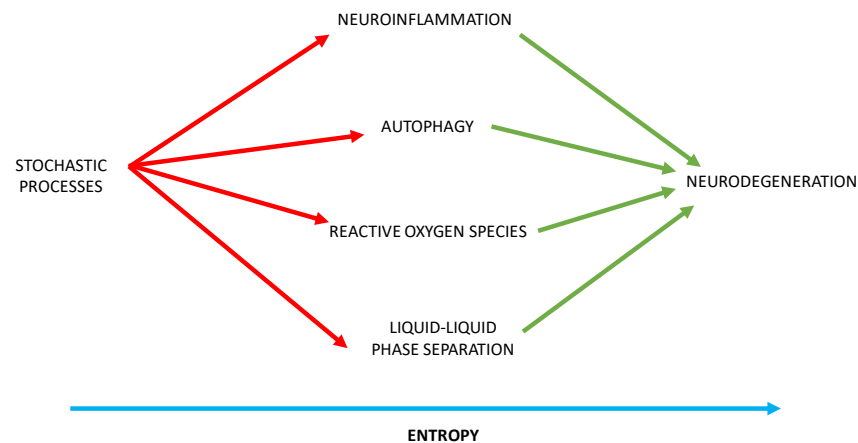 NEUROINFLAMMATION
AUTOPHAGY
STOCHASTIC
PROCESSES
NEURODEGENERATION
REACTIVE OXYGEN SPECIES
LIQUID-LIQUID
PHASE SEPARATION
ENTROPY